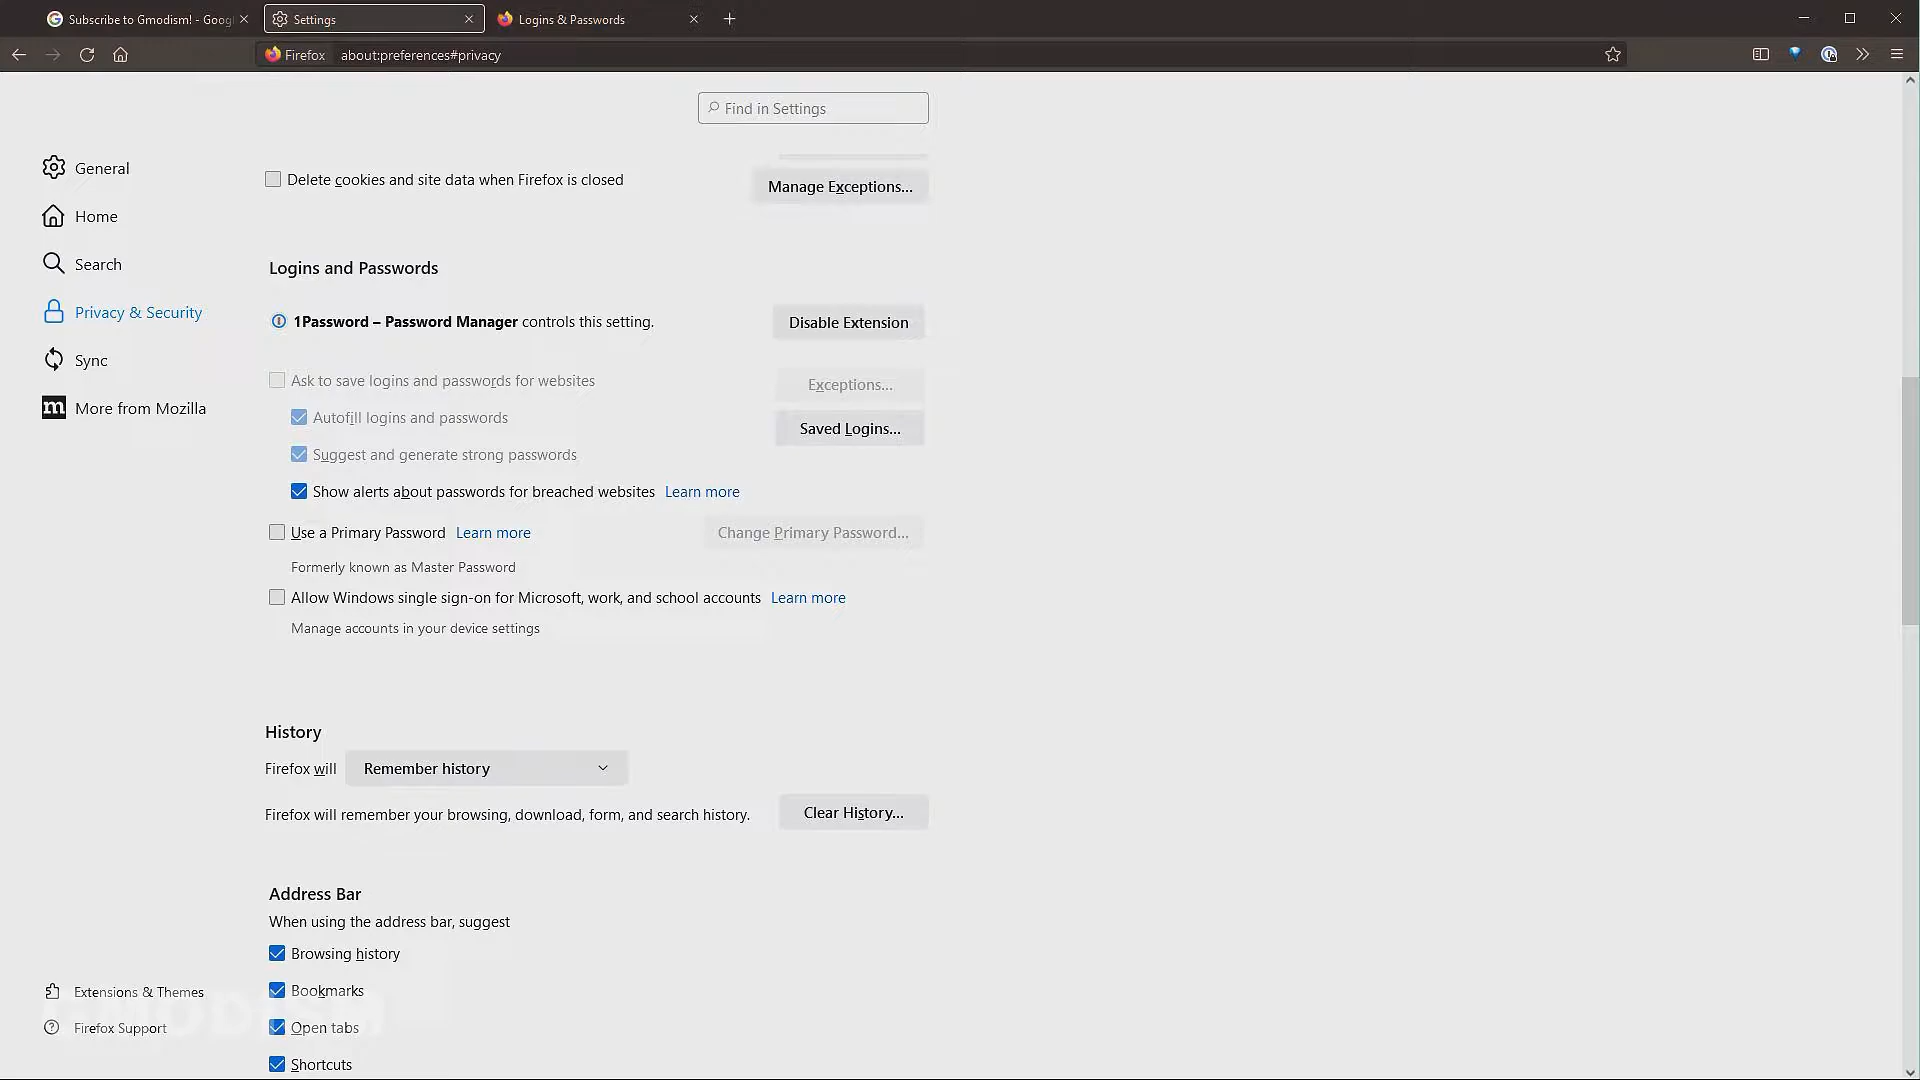 Subscribe to Gmodism! - Goog
Settings
Logins & Passwords
Firefox
about:preferences#privacy
Find in Settings
General
Home
Search
Privacy & Security
Sync
More from Mozilla
Delete cookies and site data when Firefox is closed
Manage Exceptions...
Logins and Passwords
1Password – Password Manager controls this setting.
Disable Extension
Ask to save logins and passwords for websites
Exceptions...
Autofill logins and passwords
Saved Logins...
Suggest and generate strong passwords
Show alerts about passwords for breached websites Learn more
Use a Primary Password Learn more
Change Primary Password...
Formerly known as Master Password
Allow Windows single sign-on for Microsoft, work, and school accounts Learn more
Manage accounts in your device settings
History
Firefox will Remember history
Firefox will remember your browsing, download, form, and search history.
Clear History...
Address Bar
When using the address bar, suggest
Browsing history
Bookmarks
Open tabs
Shortcuts
Extensions & Themes
Firefox Support